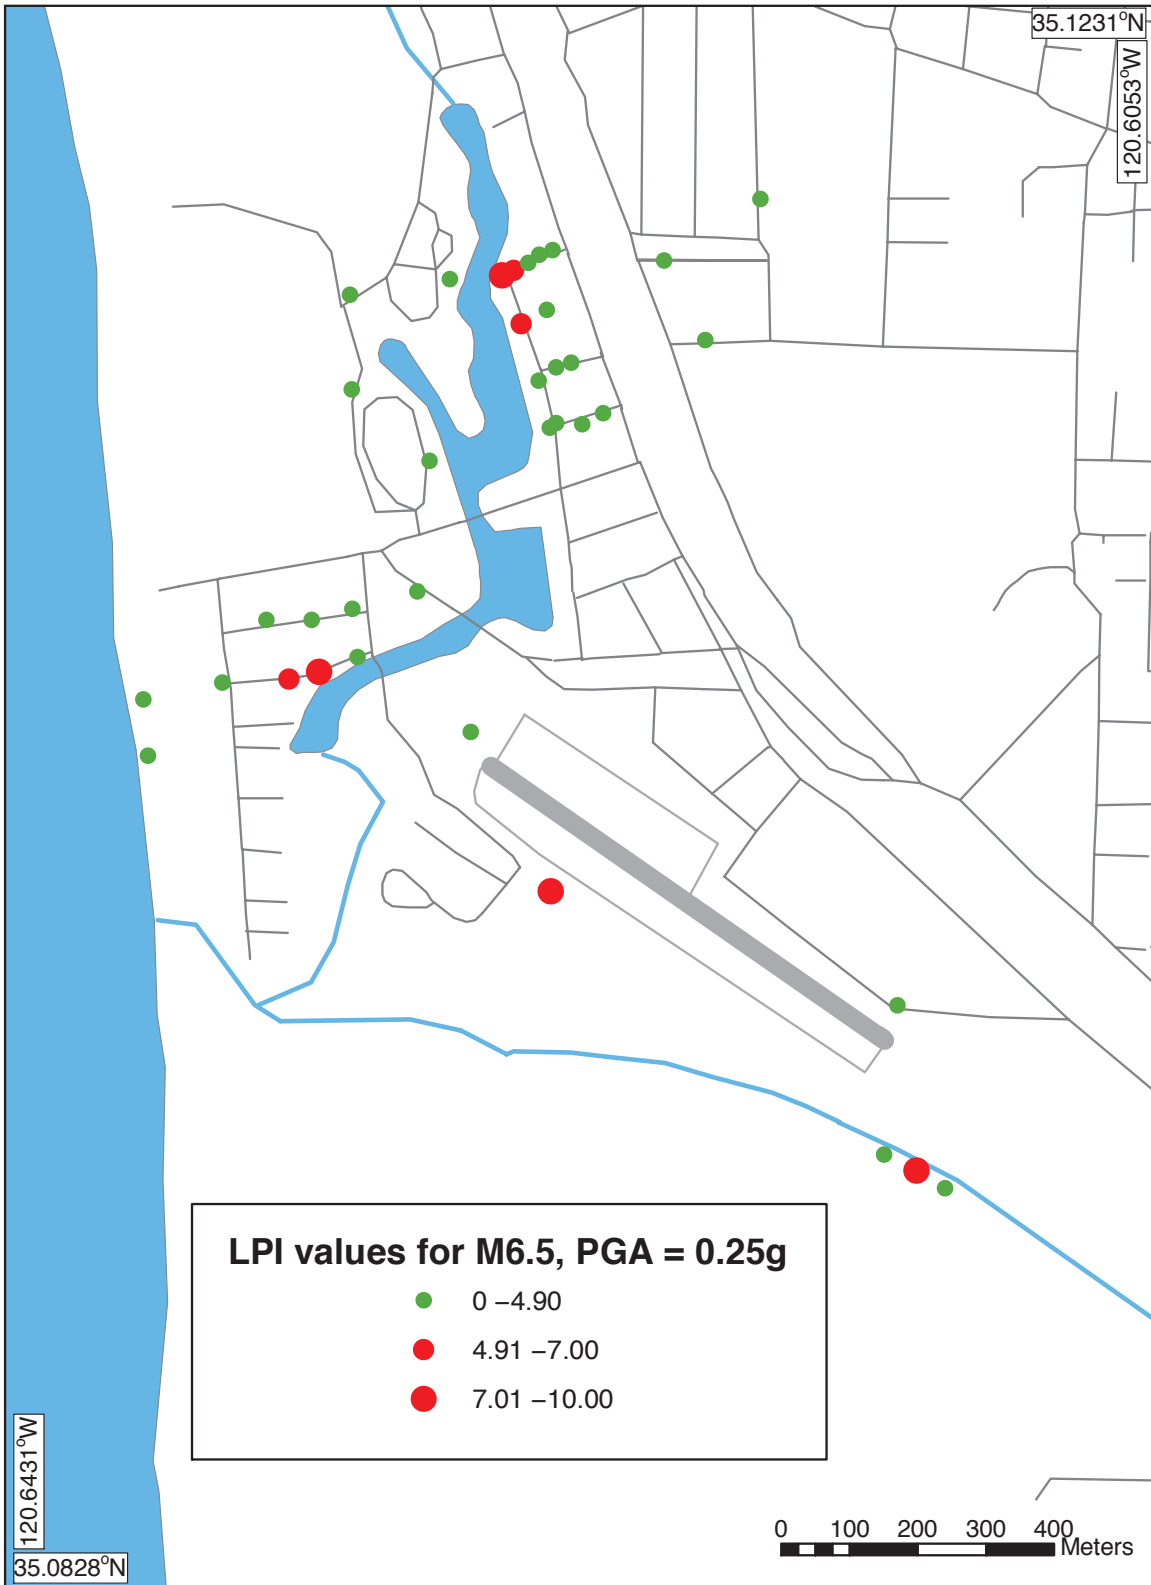 35.1231°N
120.6053°W
LPI values for M6.5, PGA = 0.25g
0 –4.90
4.91 –7.00
7.01 –10.00
120.6431°W
35.0828°N
0 100 200 300 400
Meters